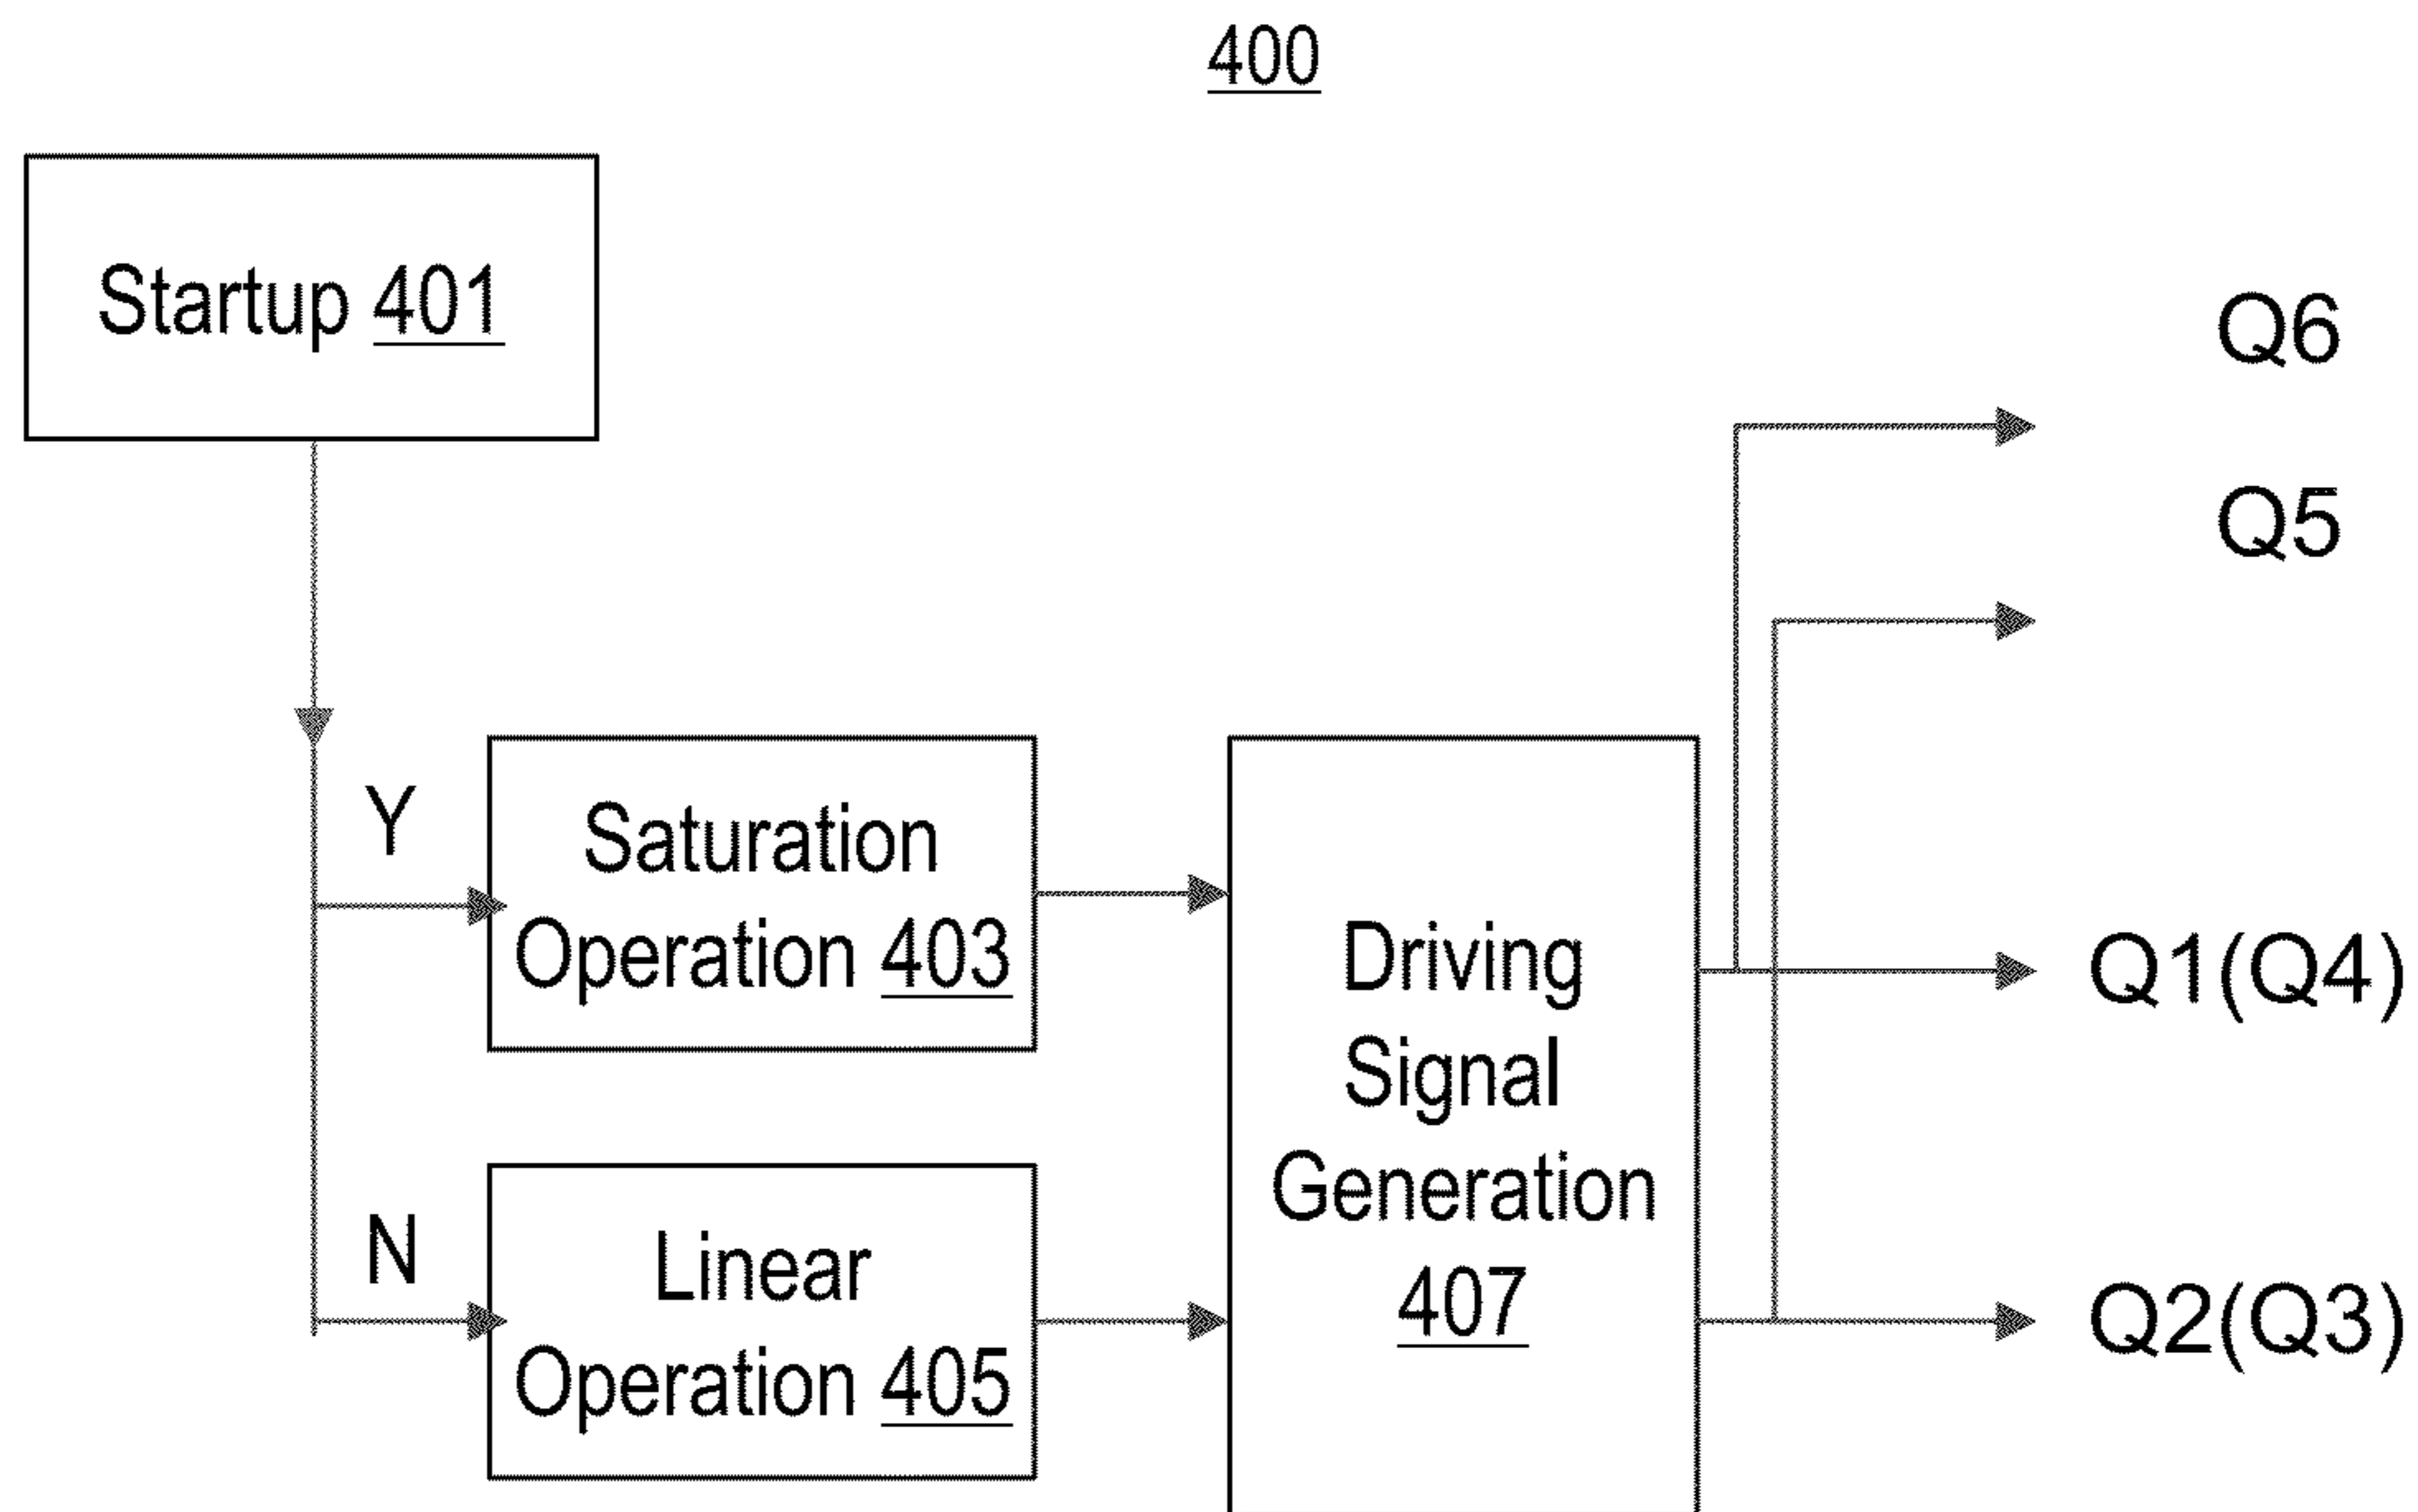 400
Startup 401
Q6
Q5
Y
Saturation
Operation 403
N
Linear
Operation 405
Driving
Signal
Generation
407
Q1(Q4)
Q2(Q3)